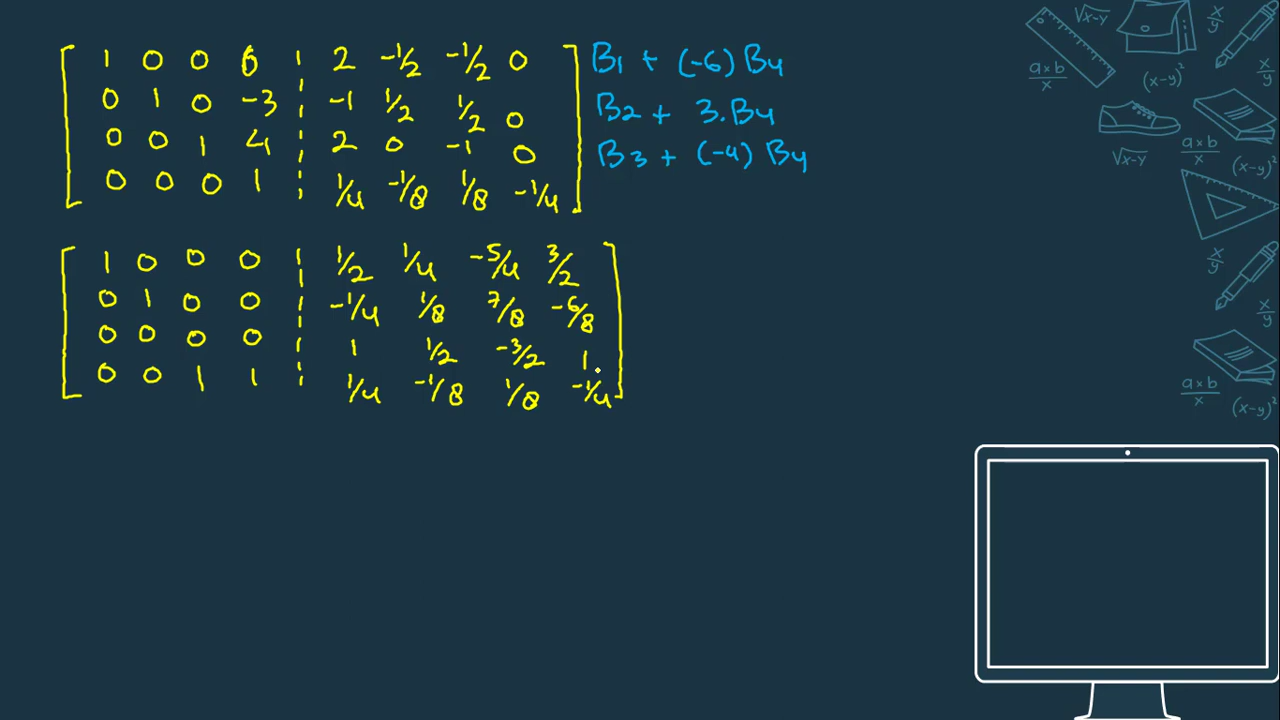 1 0 0 6 ¦ 2 -1/2 -1/2 0 B1 + (-6) B4
0 1 0 -3 ¦ -1 1/2 1/2 0 B2 + 3.B4
0 0 1 4 ¦ 2 0 -1 0 B3 + (-4) B4
0 0 0 1 ¦ 1/4 -1/8 1/8 -1/4
1 0 0 0 ¦ 1/2 1/4 -5/4 3/2
0 1 0 0 ¦ -1/4 1/8 7/8 -6/8
0 0 0 0 ¦ 1 1/2 -3/2 1
0 0 1 1 ¦ 1/4 -1/8 1/8 -1/4
√x-y
x/y
x/y
a×b/x
(x-y)²
a×b/x
√x-y
(x-y)²
x/y
x/y
a×b/x
(x-y)²